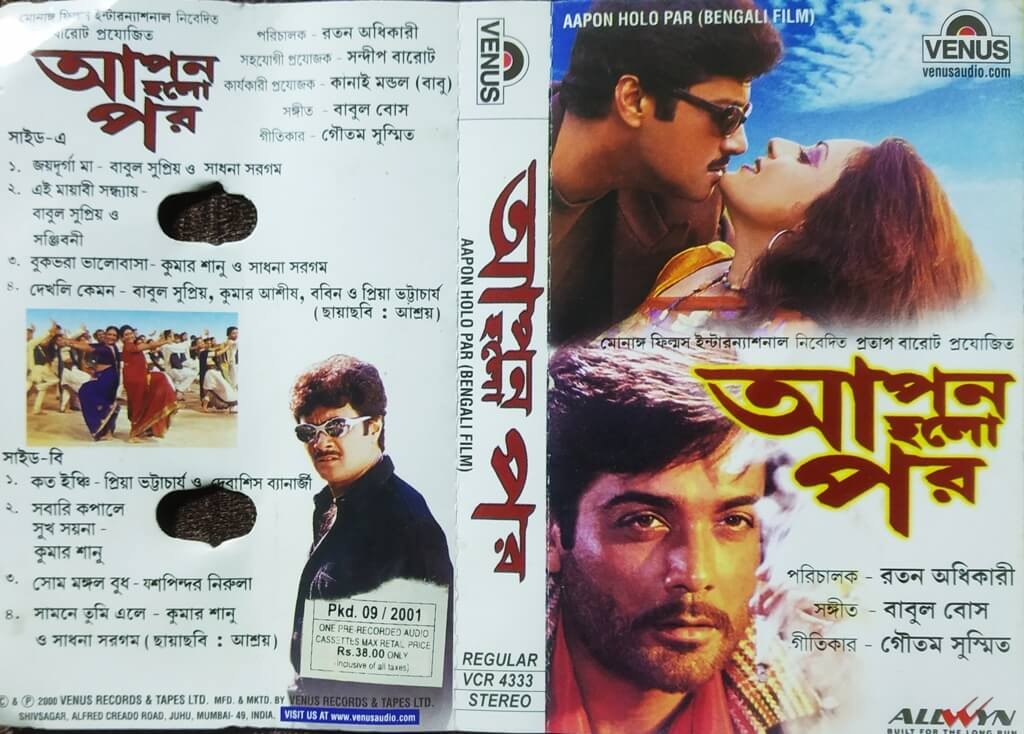 মোনাঙ্গ ফিল্মস ইন্টারন্যাশনাল নিবেদিত
বারোট প্রযোজিত
আপন
হলো
পর
পরিচালক - রতন অধিকারী
সহযোগী প্রযোজক - সন্দীপ বারোট
কার্যকারী প্রযোজক - কানাই মন্ডল (বাবু)
সঙ্গীত - বাবুল বোস
গীতিকার - গৌতম সুস্মিত
সাইড-এ
১. জয়দুর্গা মা - বাবুল সুপ্রিয় ও সাধনা সরগম
২. এই মায়াবী সন্ধ্যায় -
বাবুল সুপ্রিয় ও
সঞ্জিবনী
৩. বুকভরা ভালোবাসা - কুমার শানু ও সাধনা সরগম
৪. দেখলি কেমন - বাবুল সুপ্রিয়, কুমার আশীষ, ববিন ও প্রিয়া ভট্টাচার্য
(ছায়াছবি : আশ্রয়)
সাইড-বি
১. কত ইঞ্চি - প্রিয়া ভট্টাচার্য ও দেবাশিস ব্যানার্জী
২. সবারি কপালে
সুখ সয়না -
কুমার শানু
৩. সোম মঙ্গল বুধ - যশপিন্দর নিরুলা
৪. সামনে তুমি এলে - কুমার শানু
ও সাধনা সরগম (ছায়াছবি : আশ্রয়)
Pkd. 09 / 2001
ONE PRE-RECORDED AUDIO
CASSETTES MAX RETAIL PRICE
Rs.38.00 ONLY
(inclusive of all taxes)
© & ℗ 2000 VENUS RECORDS & TAPES LTD. MFD. & MKTD. BY VENUS RECORDS & TAPES LTD.
SHIVSAGAR, ALFRED CREADO ROAD, JUHU, MUMBAI- 49, INDIA. VISIT US AT www.venusaudio.com
VENUS
আপন হলো পর
AAPON HOLO PAR (BENGALI FILM)
REGULAR
VCR 4333
STEREO
AAPON HOLO PAR (BENGALI FILM)
VENUS
venusaudio.com
মোনাঙ্গ ফিল্মস ইন্টারন্যাশনাল নিবেদিত প্রতাপ বারোট প্রযোজিত
আপন
হলো
পর
পরিচালক - রতন অধিকারী
সঙ্গীত - বাবুল বোস
গীতিকার - গৌতম সুস্মিত
ALLWYN
BUILT FOR THE LONG RUN